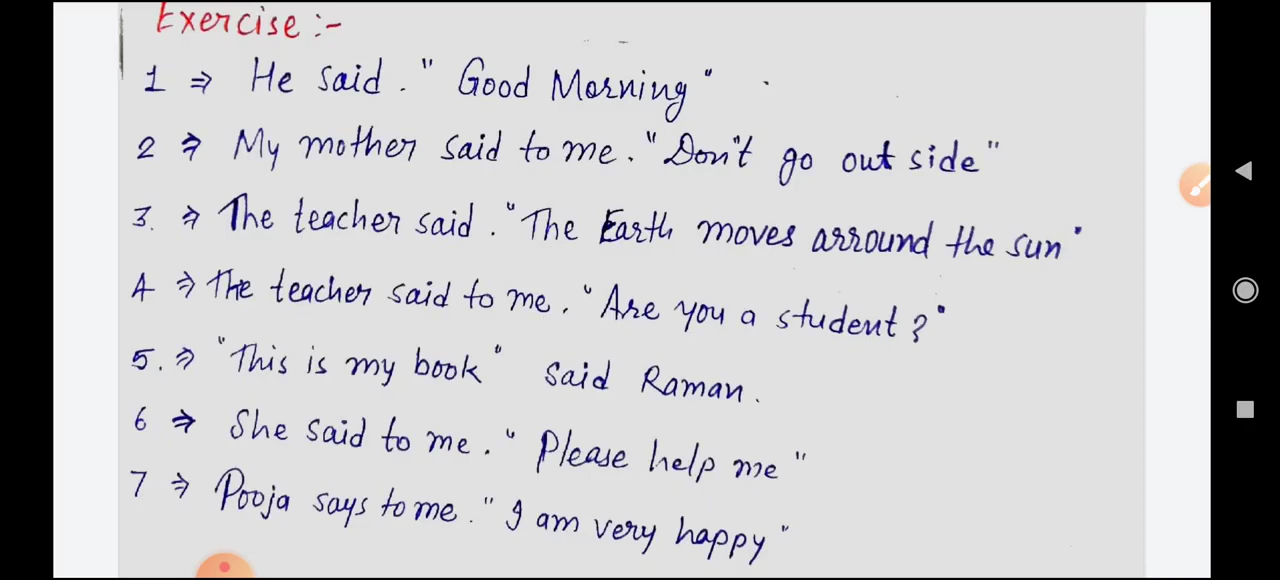 Exercise :-
1 ⇒ He said . " Good Morning "
2 ⇒ My mother said to me . "Don't go out side"
3. ⇒ The teacher said . "The Earth moves arround the sun"
4 ⇒ The teacher said to me . "Are you a student ?"
5. ⇒ "This is my book" said Raman .
6 ⇒ She said to me . " Please help me "
7 ⇒ Pooja says to me . "I am very happy "